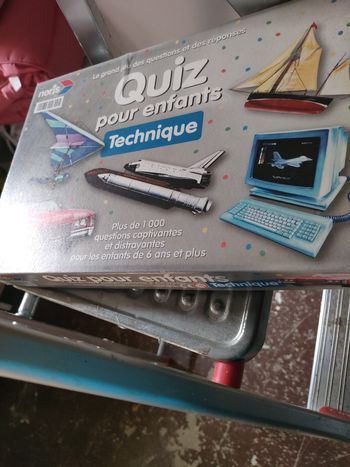 noris
Le grand jeu des questions et des réponses
Quiz
pour enfants
Technique
Plus de 1 000
questions captivantes
et distrayantes
pour les enfants de 6 ans et plus
Quiz pour enfants
Technique